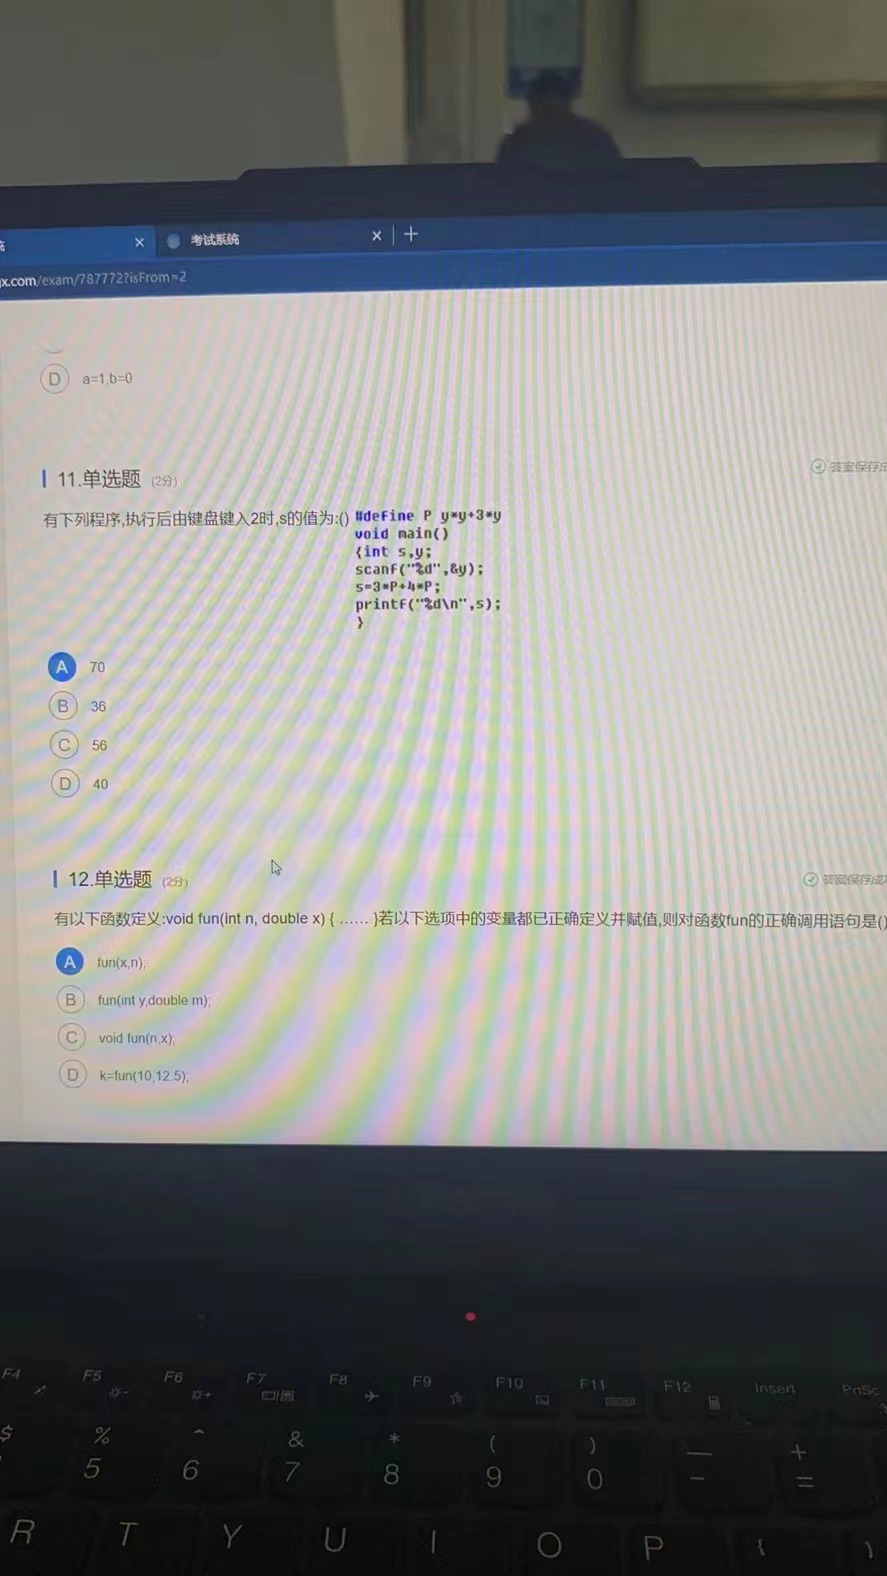 考试系统
jx.com/exam/787772?isFrom=2
D a=1,b=0
11.单选题 (2分)
有下列程序,执行后由键盘键入2时,s的值为:() #define P y*y+3*y
void main()
{int s,y;
scanf("%d",&y);
s=3*P+4*P;
printf("%d\n",s);
}
A 70
B 36
C 56
D 40
答案保存成
12.单选题 (2分)
答案保存成
有以下函数定义:void fun(int n, double x) { …… }若以下选项中的变量都已正确定义并赋值,则对函数fun的正确调用语句是()
A fun(x,n);
B fun(int y,double m);
C void fun(n,x);
D k=fun(10,12.5);
F4 F5 F6 F7 F8 F9 F10 F11 F12 Insert PrtSc
$ % ^ & * ( ) — +
5 6 7 8 9 0 - =
R T Y U I O P { }